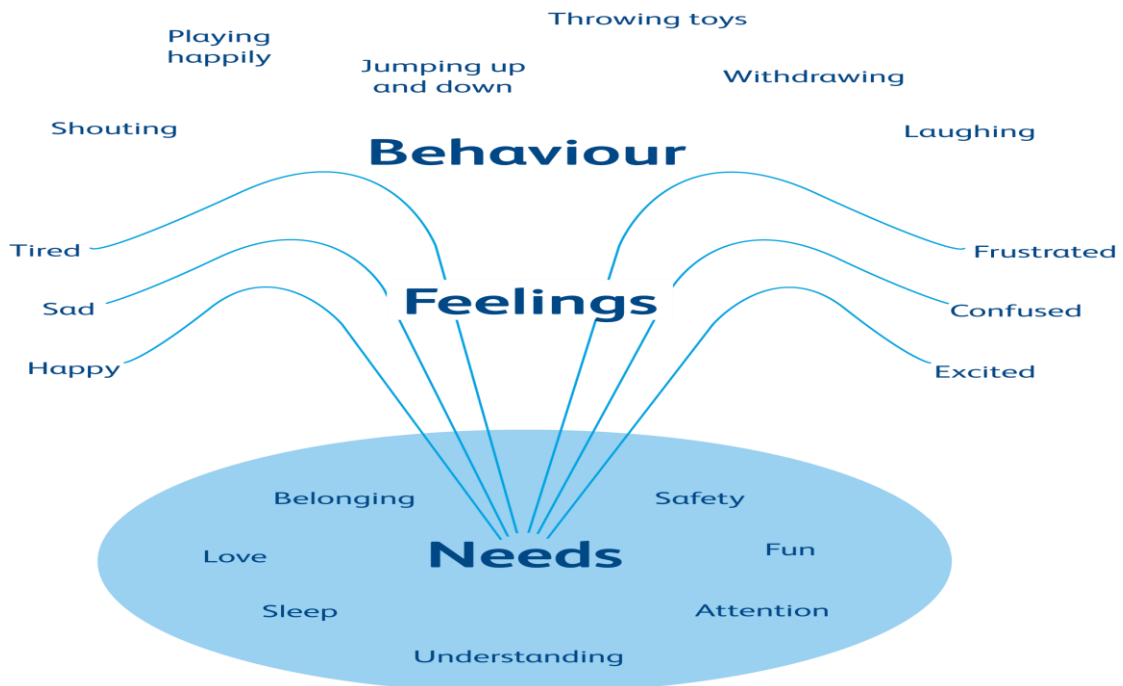 Throwing toys
Playing
happily
Jumping up
and down
Withdrawing
Shouting
Laughing
Behaviour
Tired
Frustrated
Feelings
Sad
Confused
Happy
Excited
Belonging
Safety
Love
Needs
Fun
Sleep
Attention
Understanding